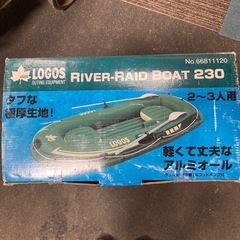 No.66811120
LOGOS
OUTING EQUIPMENT
RIVER-RAID BOAT 230
タフな
極厚生地!
2〜3人用
軽くて丈夫な
アルミオール